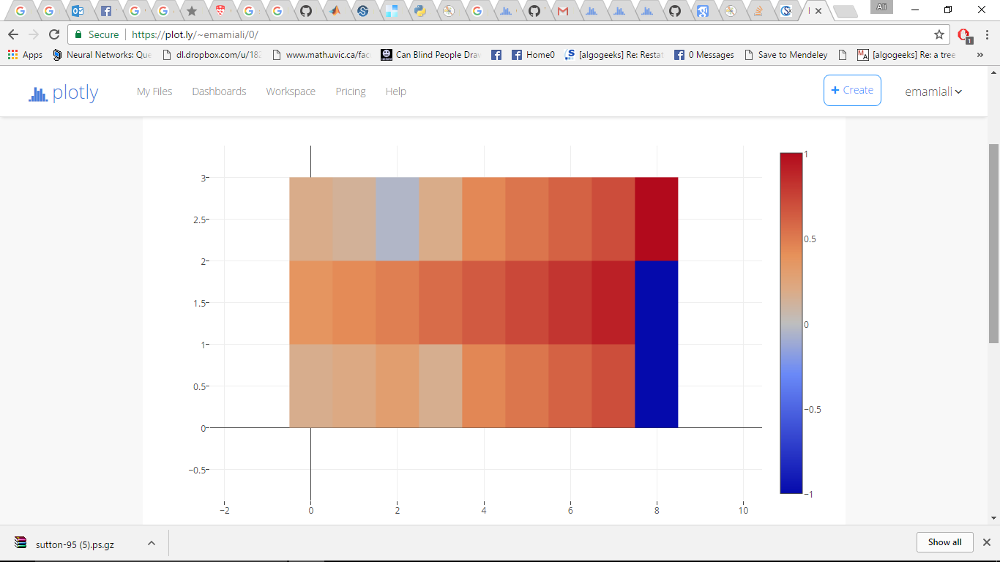 Ali
Secure https://plot.ly/~emamiali/0/
1
Apps Neural Networks: Que dl.dropbox.com/u/182 www.math.uvic.ca/fac Can Blind People Draw Home0 [algogeeks] Re: Restat 0 Messages Save to Mendeley [algogeeks] Re: a tree »
plotly My Files Dashboards Workspace Pricing Help + Create emamiali
3
2.5
2
1.5
1
0.5
0
−0.5
−2 0 2 4 6 8 10
1
0.5
0
−0.5
−1
sutton-95 (5).ps.gz Show all